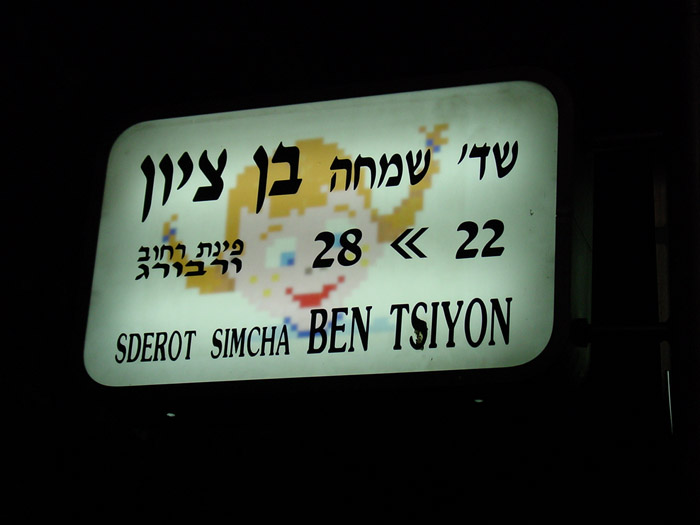 שד' שמחה בן ציון
22 >> 28
פינת רחוב
ורבורג
SDEROT SIMCHA BEN TSIYON